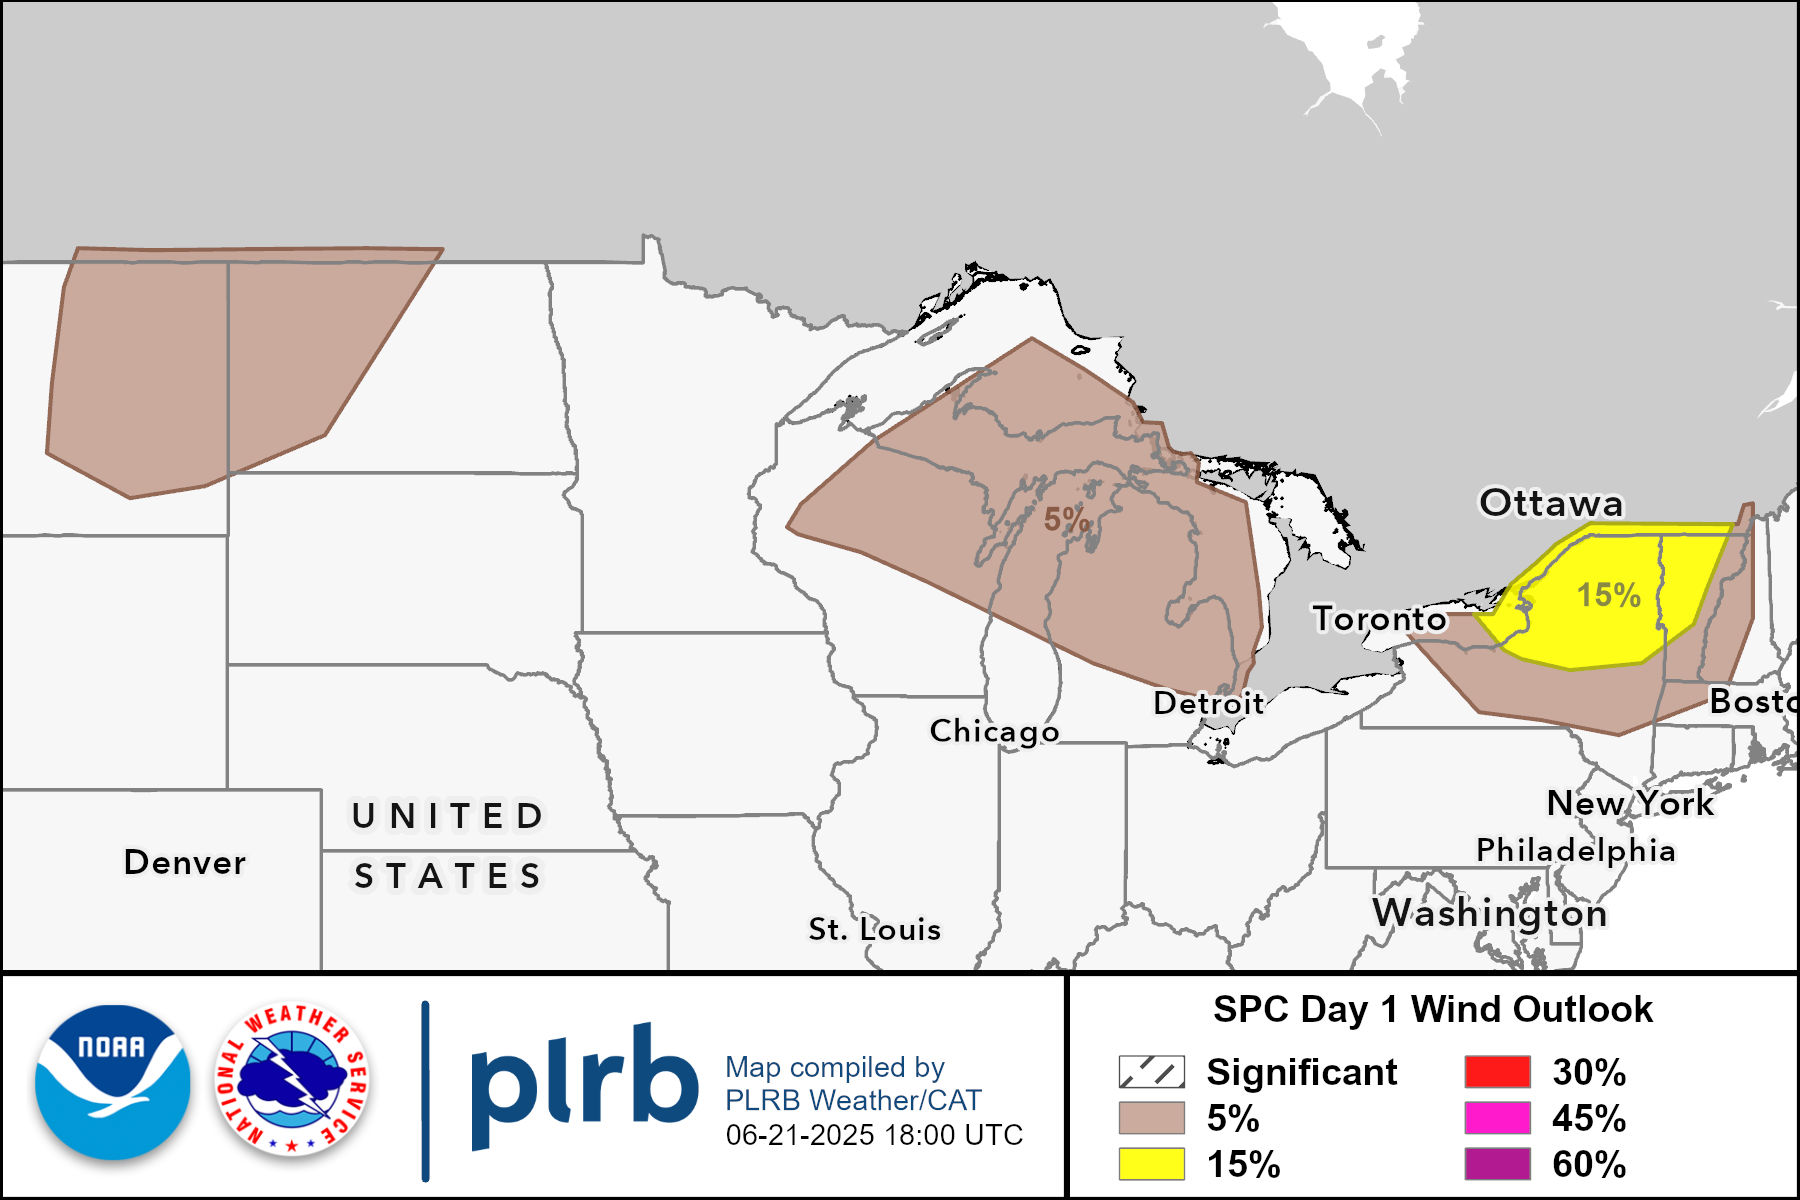 Ottawa
5%
15%
Toronto
Detroit
Bosto
Chicago
UNITED
STATES
New York
Denver
Philadelphia
Washington
St. Louis
NOAA
NATIONAL WEATHER SERVICE
plrb
Map compiled by
PLRB Weather/CAT
06-21-2025 18:00 UTC
SPC Day 1 Wind Outlook
Significant
5%
15%
30%
45%
60%